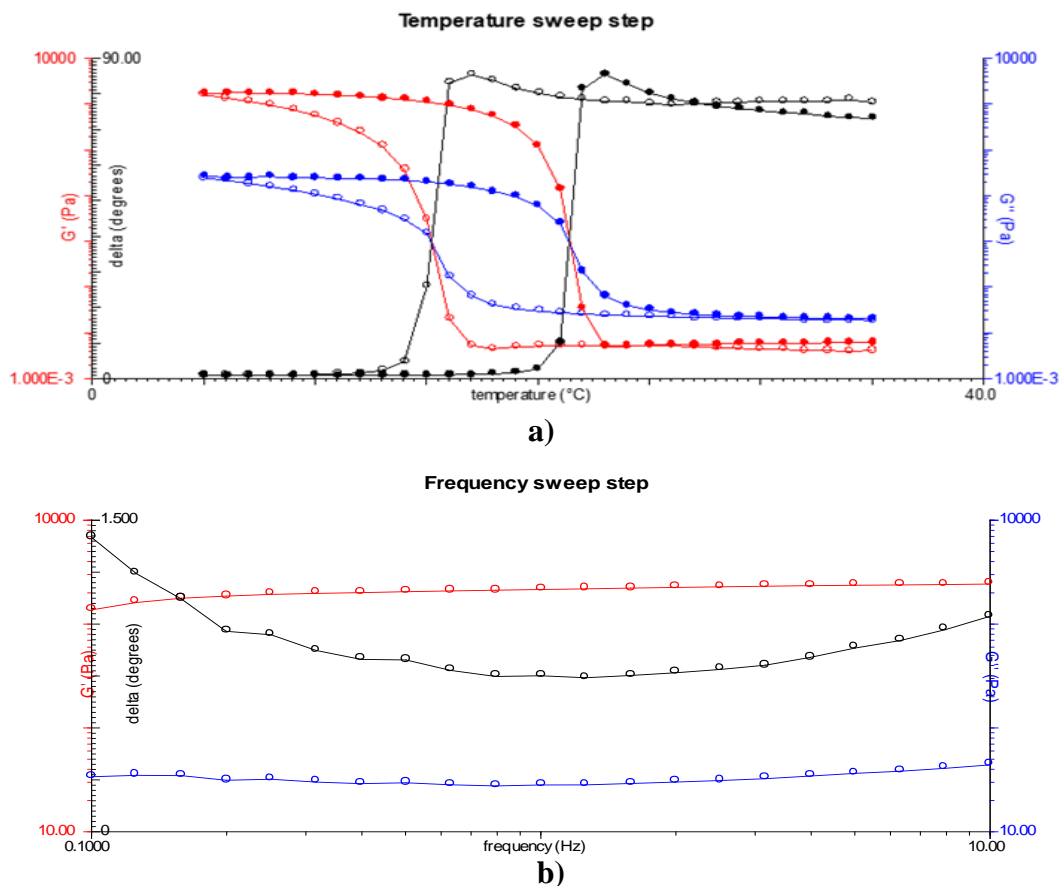 Temperature sweep step
10000
90.00
G' (Pa)
delta (degrees)
G'' (Pa)
1.000E-3
0
1.000E-3
0
temperature (°C)
40.0
a)
Frequency sweep step
10000
1.500
10000
G' (Pa)
delta (degrees)
G'' (Pa)
10.00
0
10.00
0.1000
frequency (Hz)
10.00
b)